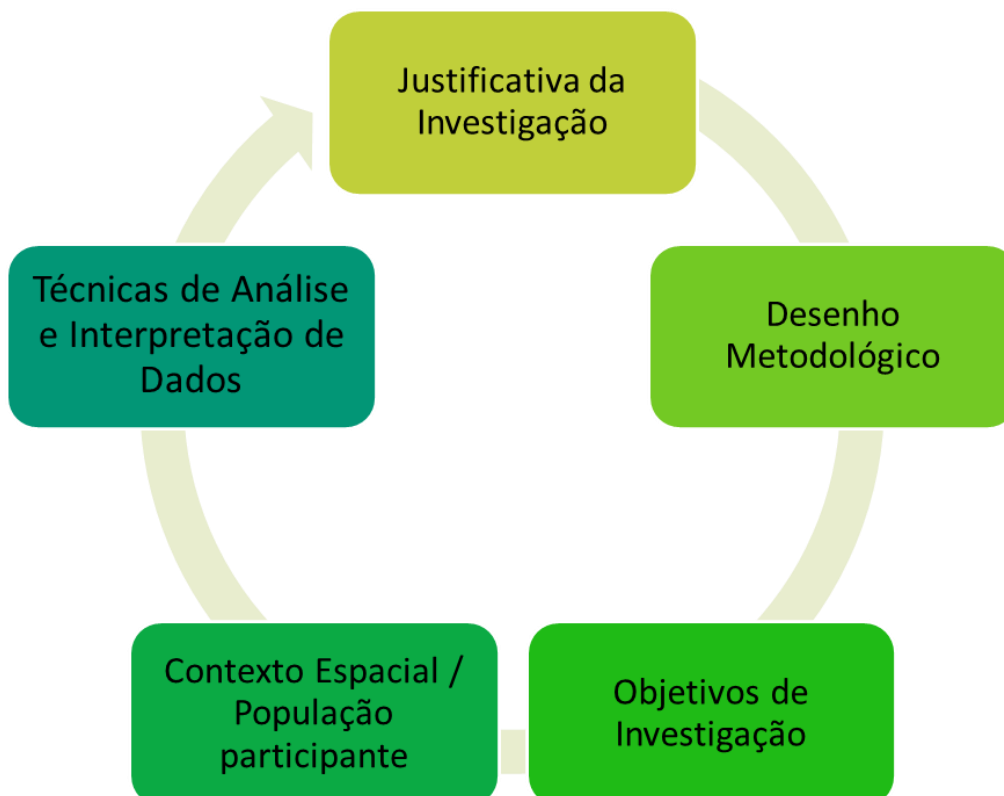 Justificativa da
Investigação
Desenho
Metodológico
Objetivos de
Investigação
Contexto Espacial /
População
participante
Técnicas de Análise
e Interpretação de
Dados